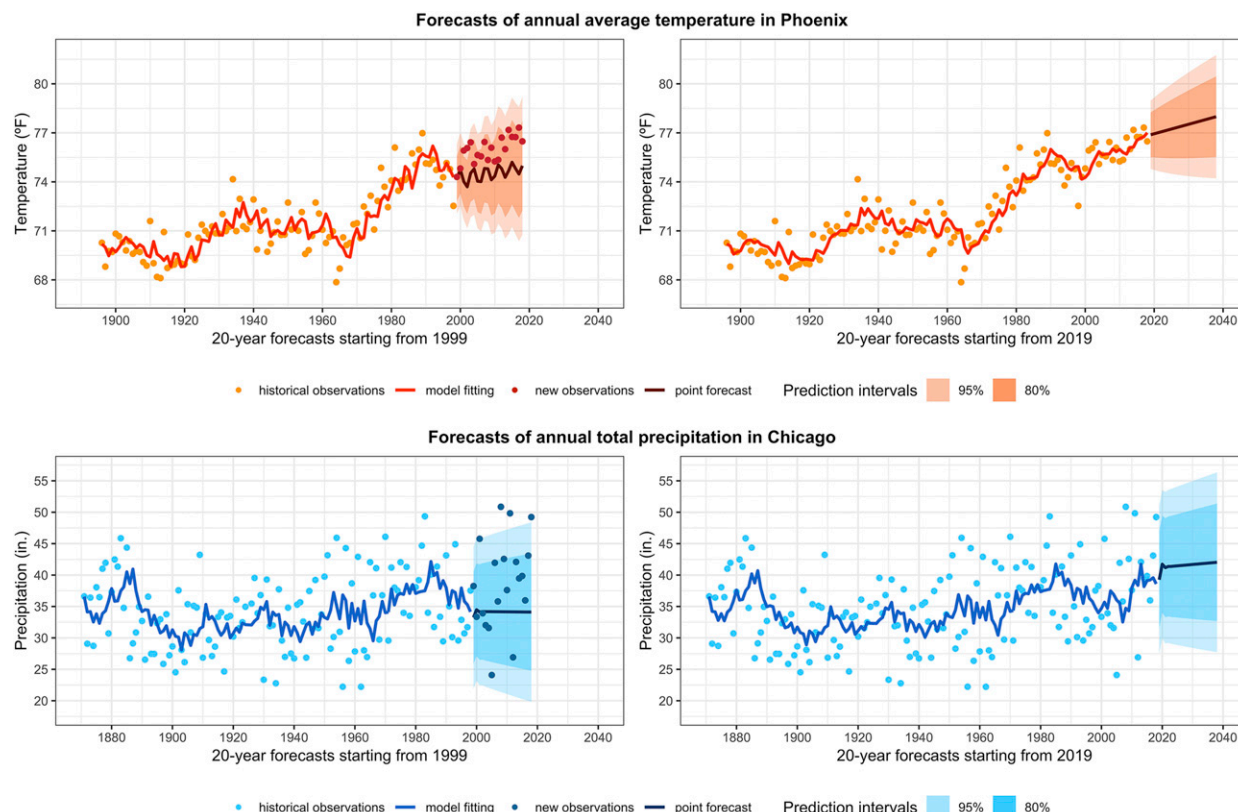 Forecasts of annual average temperature in Phoenix
Temperature (ºF)
80
77
74
71
68
1900 1920 1940 1960 1980 2000 2020 2040
20-year forecasts starting from 1999
Temperature (ºF)
80
77
74
71
68
1900 1920 1940 1960 1980 2000 2020 2040
20-year forecasts starting from 2019
historical observations model fitting new observations point forecast Prediction intervals 95% 80%
Forecasts of annual total precipitation in Chicago
Precipitation (in.)
55
50
45
40
35
30
25
20
1880 1900 1920 1940 1960 1980 2000 2020 2040
20-year forecasts starting from 1999
Precipitation (in.)
55
50
45
40
35
30
25
20
1880 1900 1920 1940 1960 1980 2000 2020 2040
20-year forecasts starting from 2019
historical observations model fitting new observations point forecast Prediction intervals 95% 80%